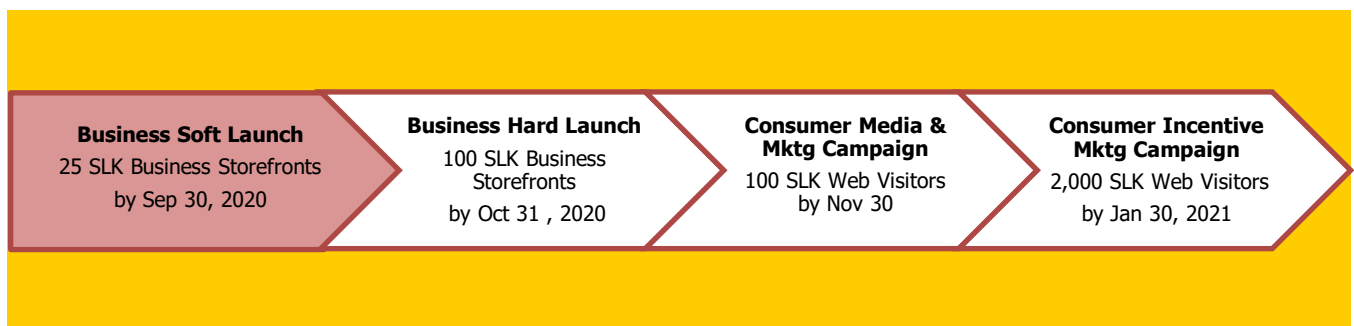 Business Soft Launch
25 SLK Business Storefronts
by Sep 30, 2020
Business Hard Launch
100 SLK Business
Storefronts
by Oct 31 , 2020
Consumer Media &
Mktg Campaign
100 SLK Web Visitors
by Nov 30
Consumer Incentive
Mktg Campaign
2,000 SLK Web Visitors
by Jan 30, 2021